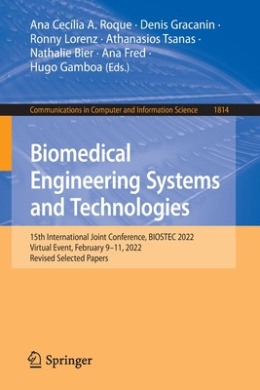 Ana Cecília A. Roque · Denis Gracanin ·
Ronny Lorenz · Athanasios Tsanas ·
Nathalie Bier · Ana Fred ·
Hugo Gamboa (Eds.)
Communications in Computer and Information Science 1814
Biomedical
Engineering Systems
and Technologies
15th International Joint Conference, BIOSTEC 2022
Virtual Event, February 9–11, 2022
Revised Selected Papers
Springer